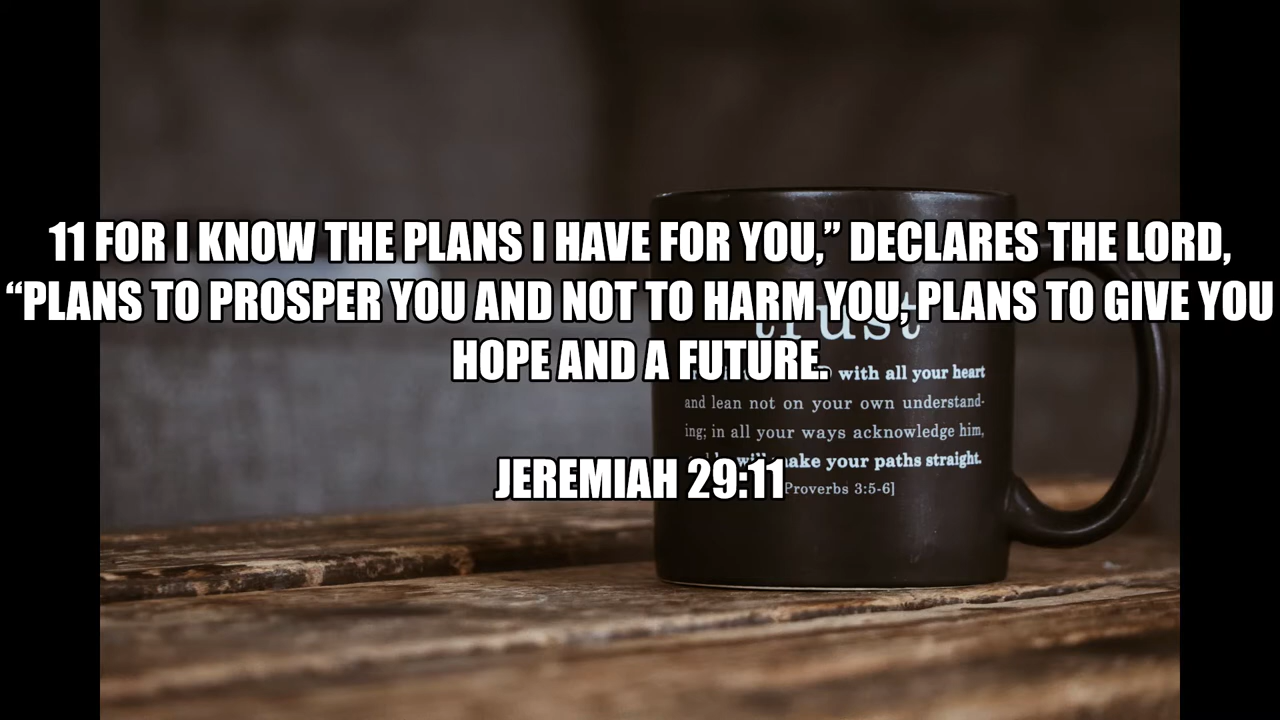 11 FOR I KNOW THE PLANS I HAVE FOR YOU,” DECLARES THE LORD,
“PLANS TO PROSPER YOU AND NOT TO HARM YOU, PLANS TO GIVE YOU
HOPE AND A FUTURE.
trust
with all your heart
and lean not on your own understand-
ing; in all your ways acknowledge him,
make your paths straight.
JEREMIAH 29:11
Proverbs 3:5-6]